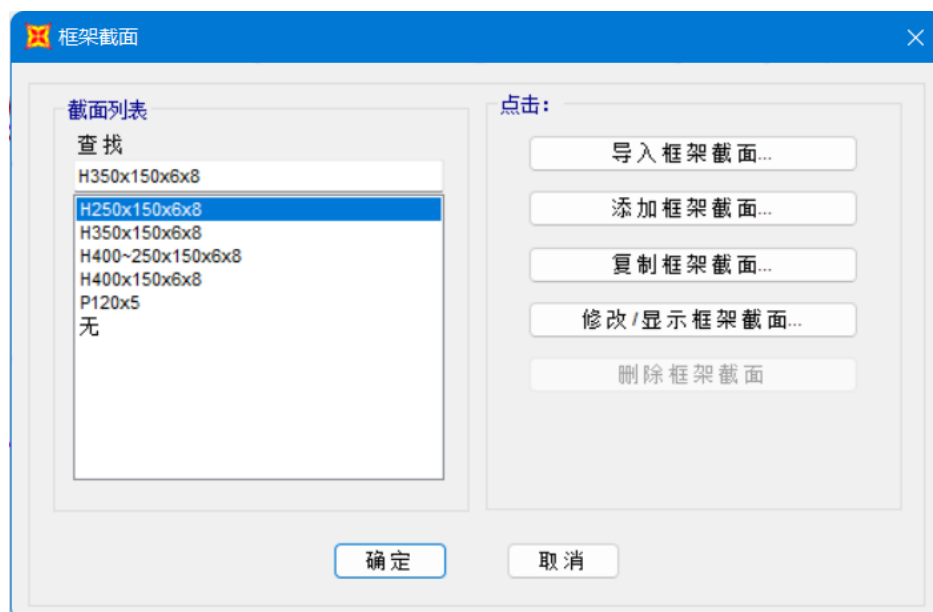 框架截面
截面列表
查找
H350x150x6x8
H250x150x6x8
H350x150x6x8
H400~250x150x6x8
H400x150x6x8
P120x5
无
点击:
导入框架截面...
添加框架截面...
复制框架截面...
修改/显示框架截面...
删除框架截面
确定
取消